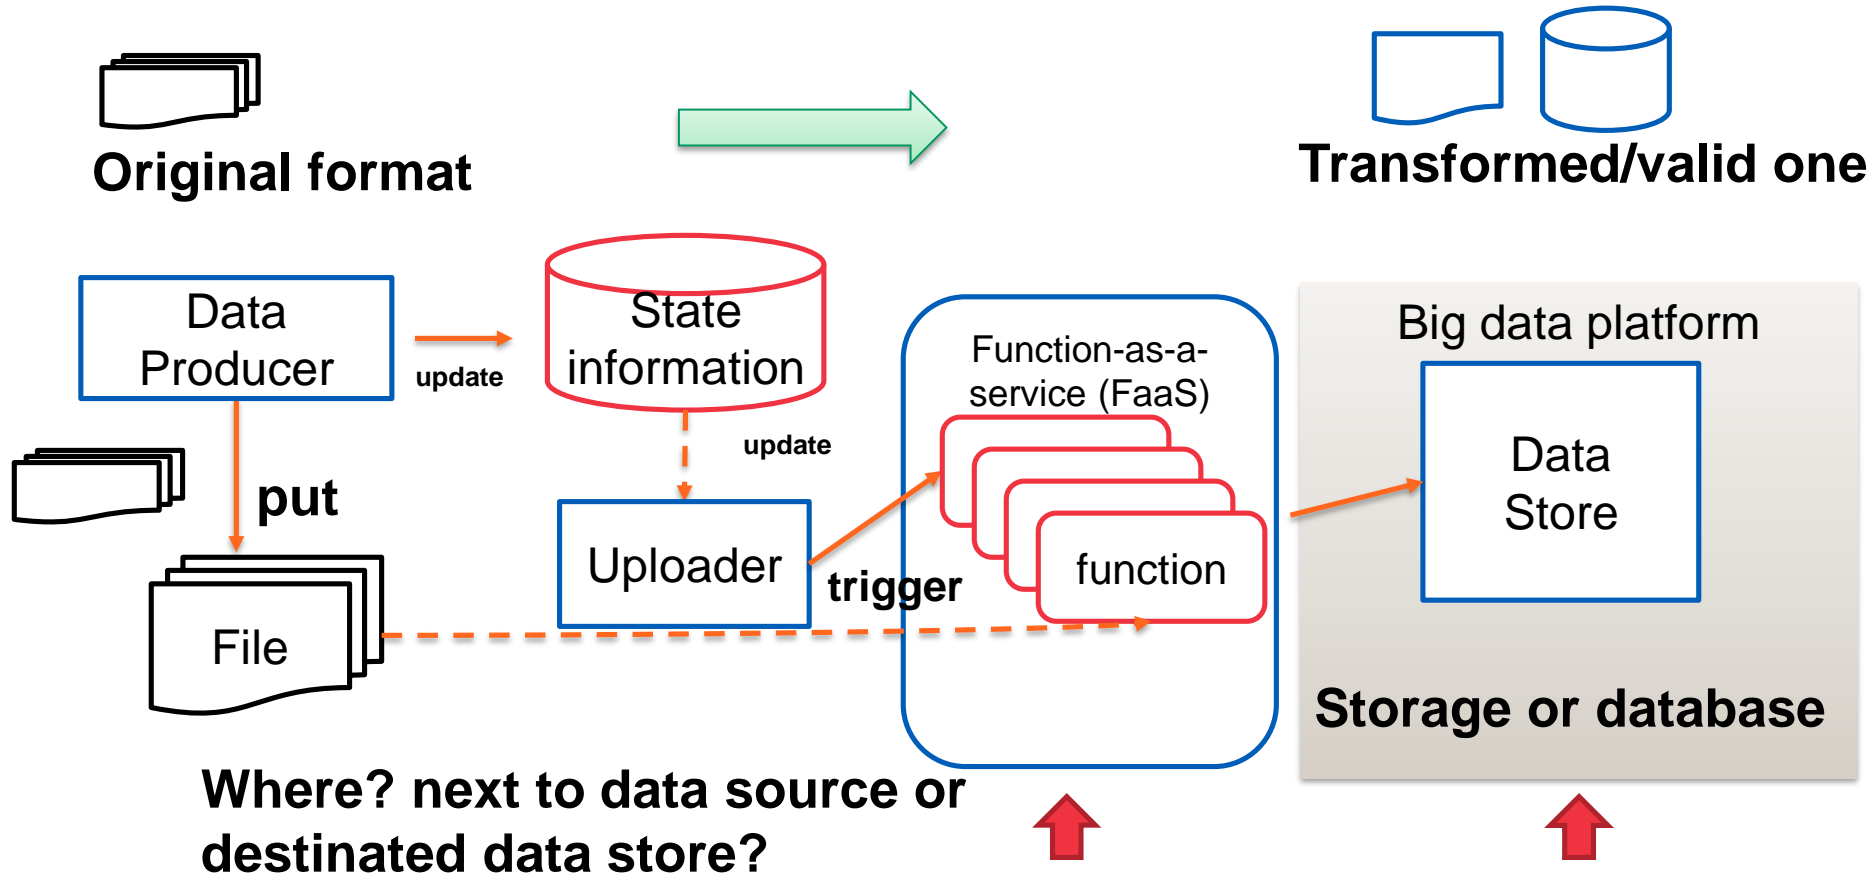 Original format
Transformed/valid one
Data
Producer
update
State
information
update
put
File
Uploader
trigger
Function-as-a-
service (FaaS)
function
Big data platform
Data
Store
Storage or database
Where? next to data source or
destinated data store?